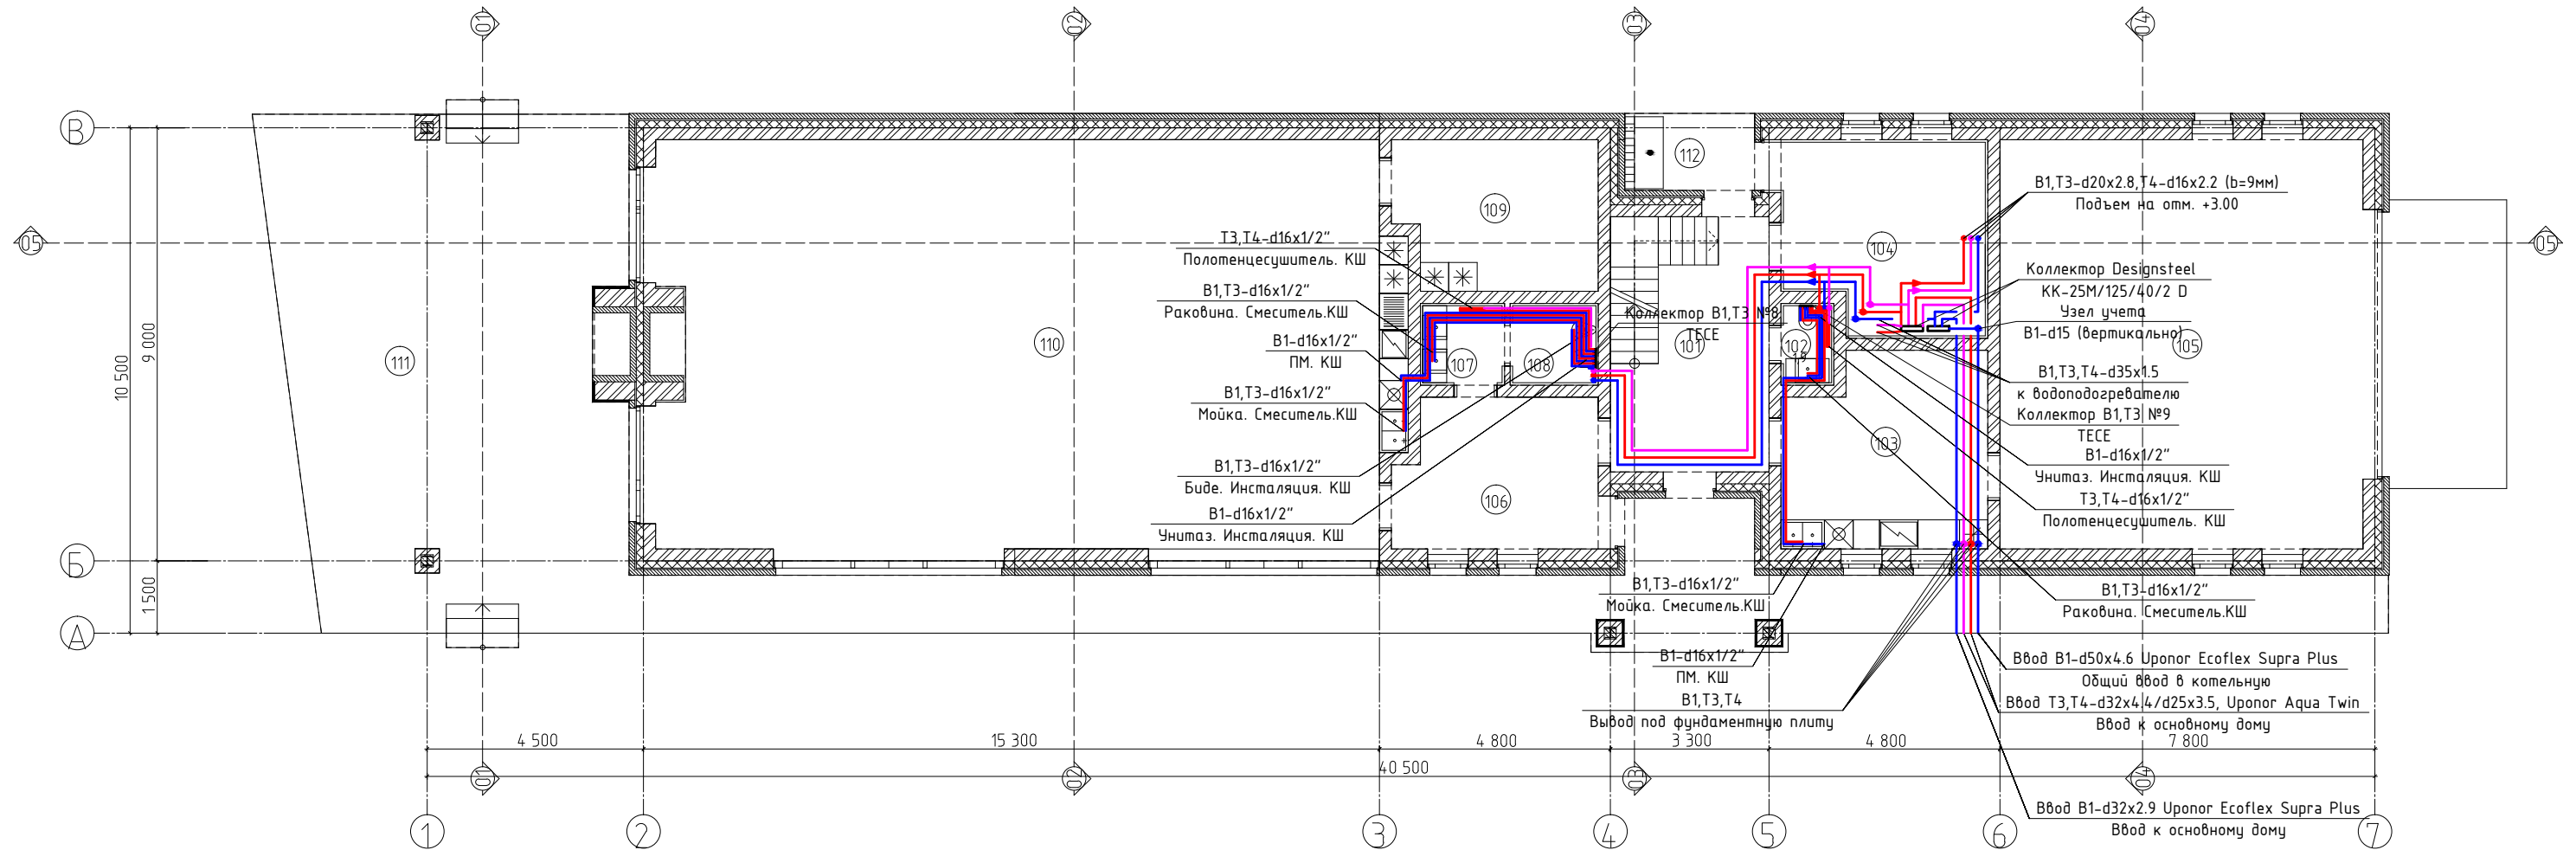 01
02
03
04
В
112
В1,Т3-d20x2.8,Т4-d16x2.2 (b=9мм)
Подъем на отм. +3.00
109
05
Т3,Т4-d16x1/2"
Полотенцесушитель. КШ
104
05
Коллектор Designsteel
КК-25М/125/40/2 D
В1,Т3-d16x1/2"
Раковина. Смеситель.КШ
Коллектор В1,Т3 №8
ТЕСЕ
Узел учета
В1-d15 (вертикально)
9 000
10 500
111
110
В1-d16x1/2"
ПМ. КШ
107
108
101
102
105
В1,Т3,Т4-d35x1.5
к водоподогревателю
В1,Т3-d16x1/2"
Мойка. Смеситель.КШ
Коллектор В1,Т3 №9
ТЕСЕ
103
В1-d16x1/2"
Унитаз. Инсталяция. КШ
В1,Т3-d16x1/2"
Биде. Инсталяция. КШ
106
Т3,Т4-d16x1/2"
Полотенцесушитель. КШ
В1-d16x1/2"
Унитаз. Инсталяция. КШ
Б
1 500
В1,Т3-d16x1/2"
Мойка. Смеситель.КШ
В1,Т3-d16x1/2"
Раковина. Смеситель.КШ
А
В1-d16x1/2"
ПМ. КШ
Ввод В1-d50x4.6 Uponor Ecoflex Supra Plus
Общий ввод в котельную
В1,Т3,Т4
Вывод под фундаментную плиту
Ввод Т3,Т4-d32x4.4/d25x3.5, Uponor Aqua Twin
Ввод к основному дому
4 500
15 300
4 800
3 300
4 800
7 800
40 500
01
02
03
04
Ввод В1-d32x2.9 Uponor Ecoflex Supra Plus
Ввод к основному дому
1
2
3
4
5
6
7